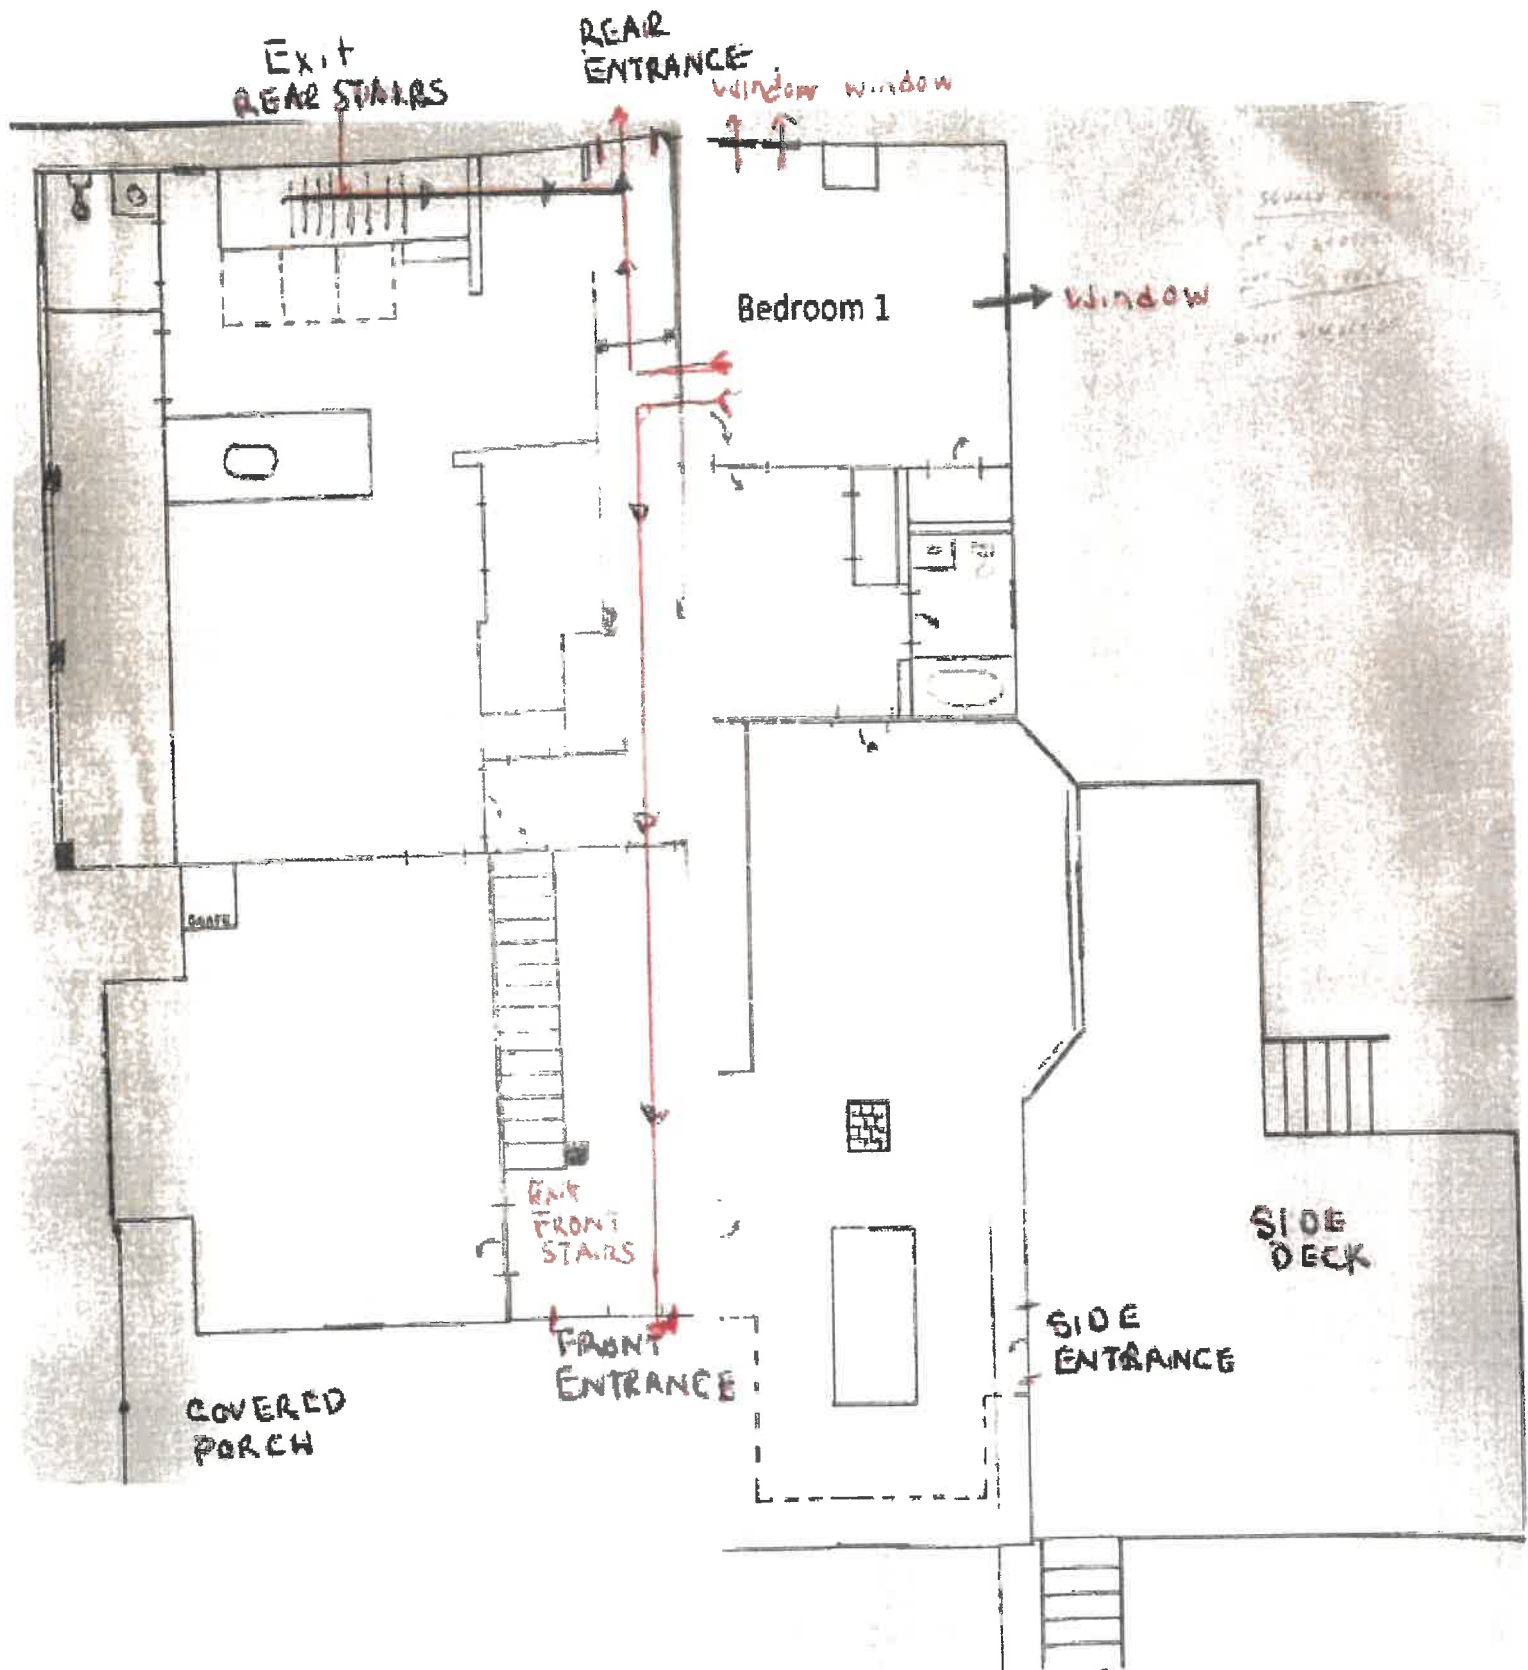 Exit
REAR STAIRS
REAR
ENTRANCE
Window Window
Bedroom 1
Window
Exit
FRONT
STAIRS
FRONT
ENTRANCE
COVERED
PORCH
SIDE
DECK
SIDE
ENTRANCE